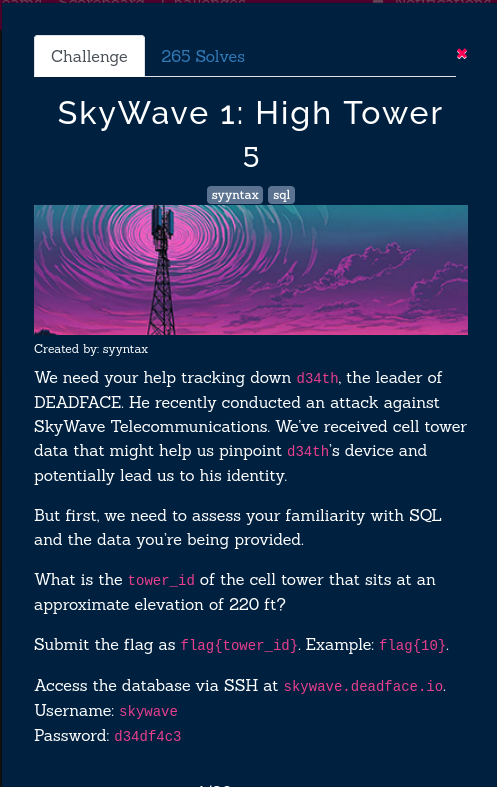 Challenge
265 Solves
SkyWave 1: High Tower
5
syyntax sql
Created by: syyntax
We need your help tracking down d34th, the leader of
DEADFACE. He recently conducted an attack against
SkyWave Telecommunications. We've received cell tower
data that might help us pinpoint d34th's device and
potentially lead us to his identity.
But first, we need to assess your familiarity with SQL
and the data you're being provided.
What is the tower_id of the cell tower that sits at an
approximate elevation of 220 ft?
Submit the flag as flag{tower_id}. Example: flag{10}.
Access the database via SSH at skywave.deadface.io.
Username: skywave
Password: d34df4c3